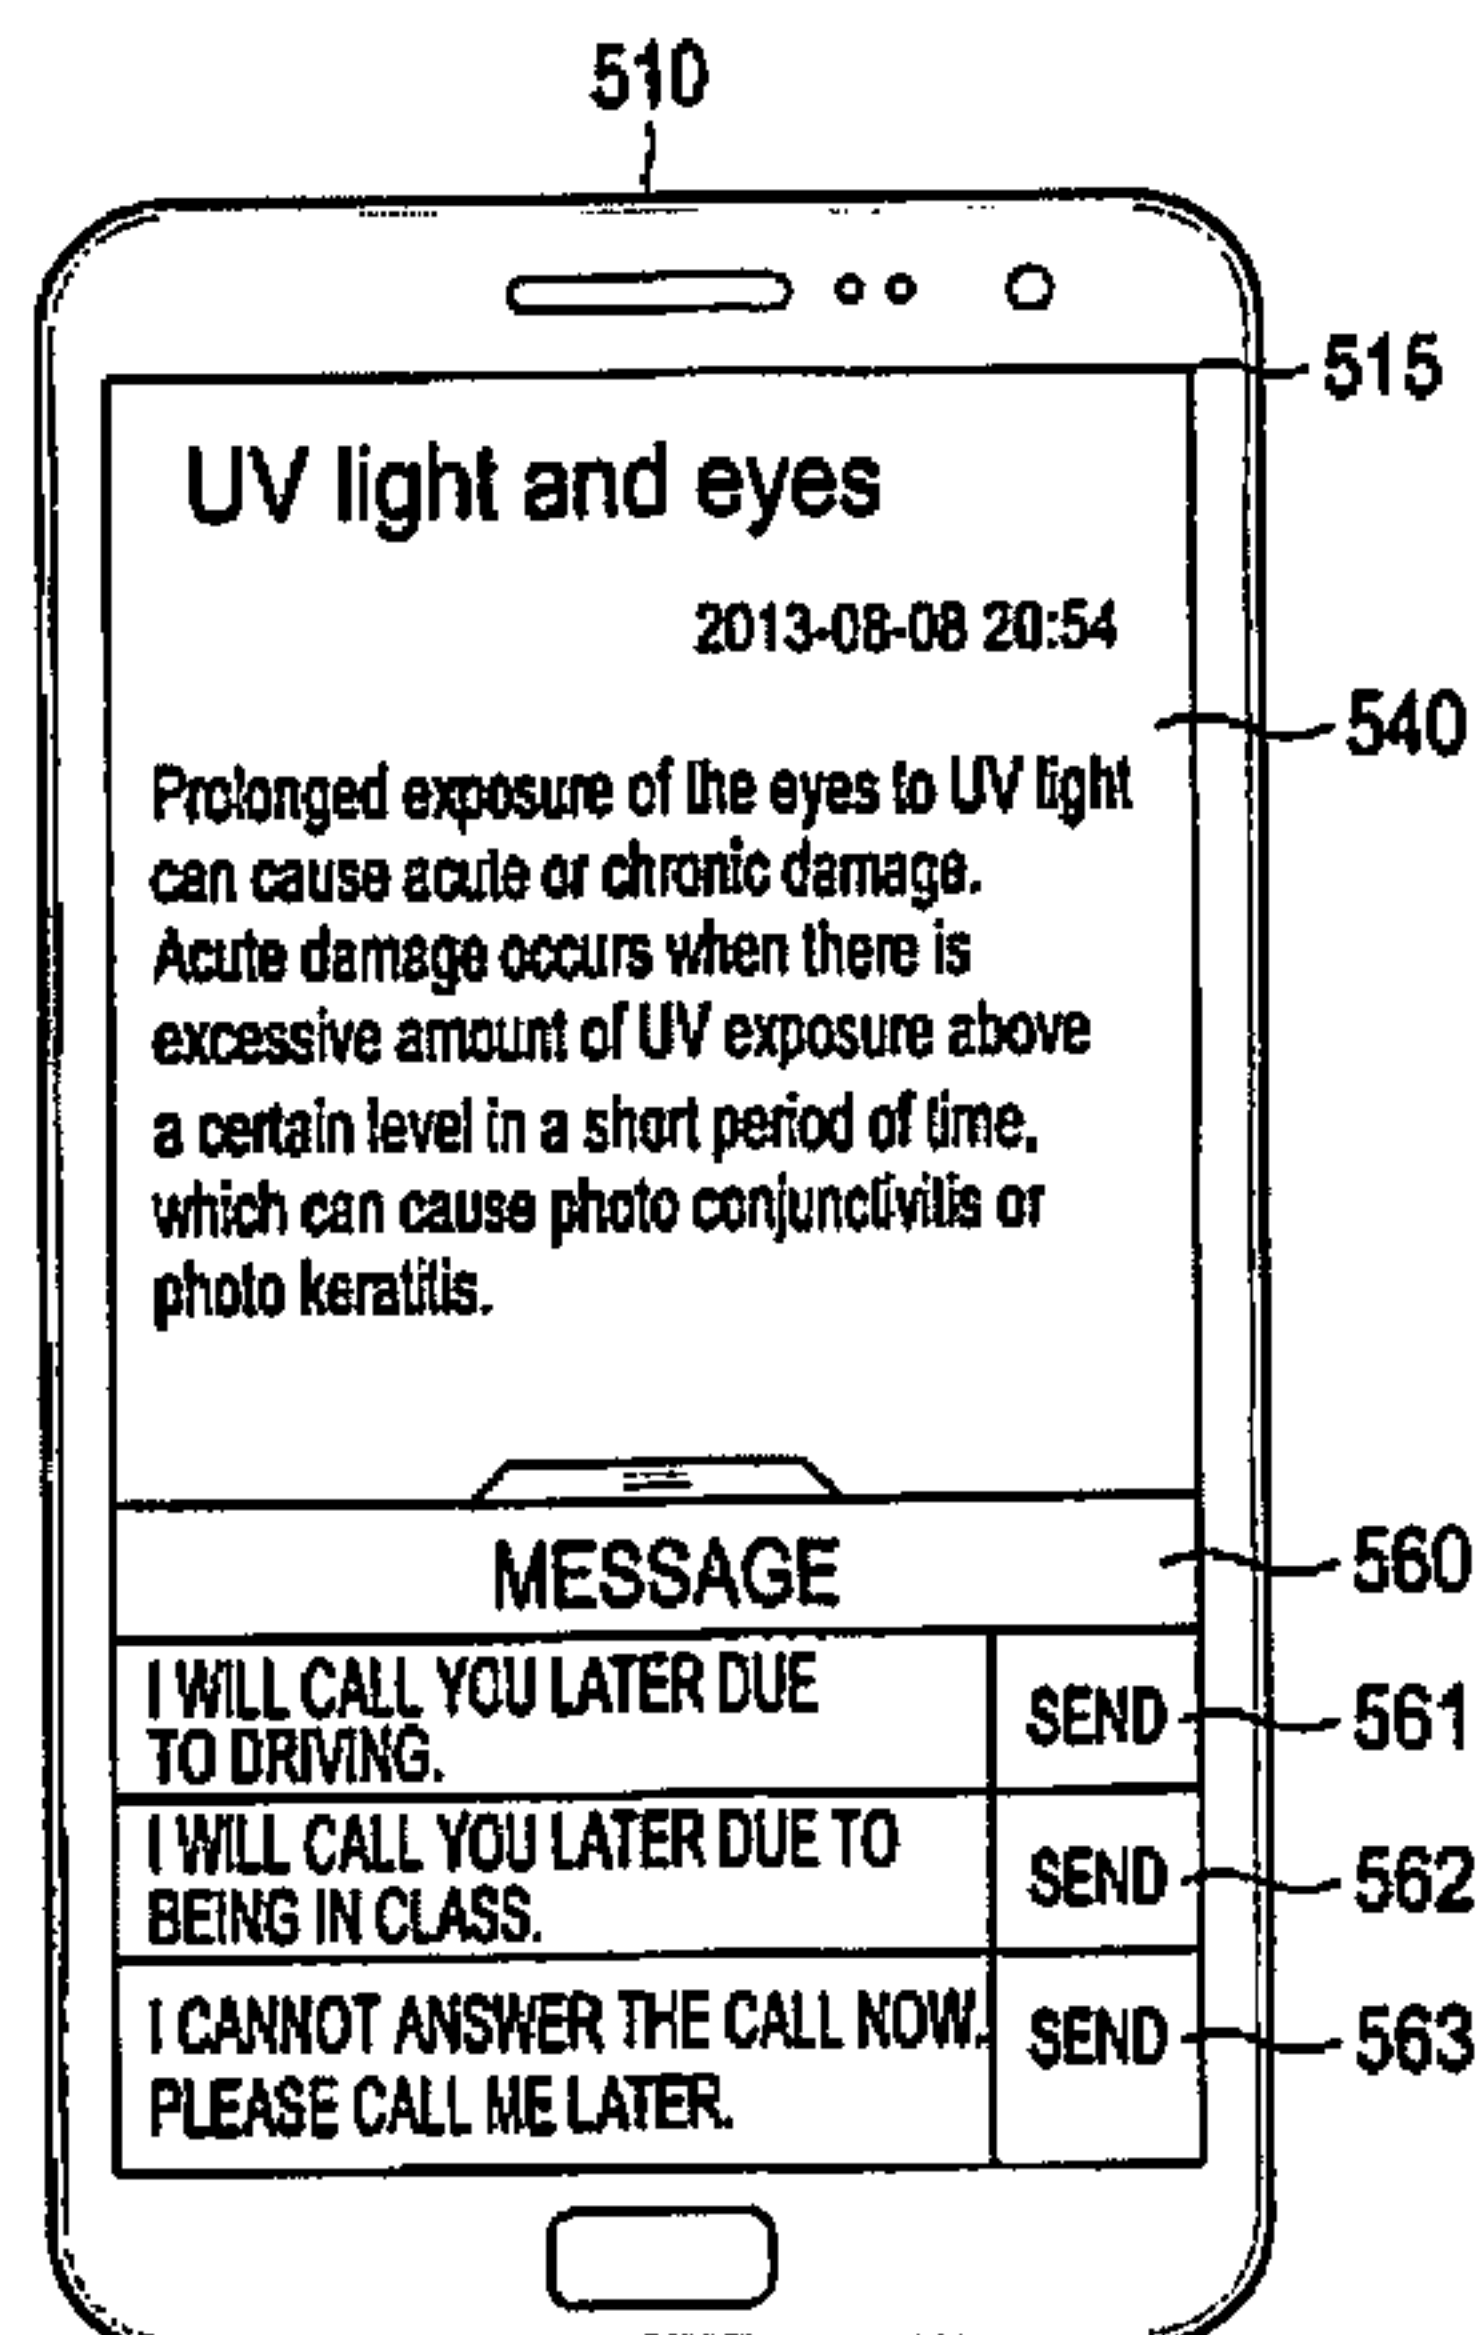 510
515
UV light and eyes
2013-08-08 20:54
540
Prolonged exposure of the eyes to UV light
can cause acute or chronic damage.
Acute damage occurs when there is
excessive amount of UV exposure above
a certain level in a short period of time,
which can cause photo conjunctivitis or
photo keratitis.
MESSAGE
560
I WILL CALL YOU LATER DUE
TO DRIVING.
SEND
561
I WILL CALL YOU LATER DUE TO
BEING IN CLASS.
SEND
562
I CANNOT ANSWER THE CALL NOW.
PLEASE CALL ME LATER.
SEND
563